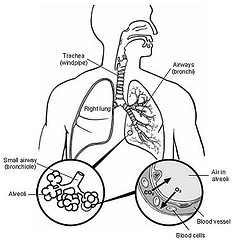 Trachea
(windpipe)
Airways
(bronchi)
Right lung
Small airway
(bronchiole)
Alveoli
Air in
alveoli
Blood vessel
Blood cells